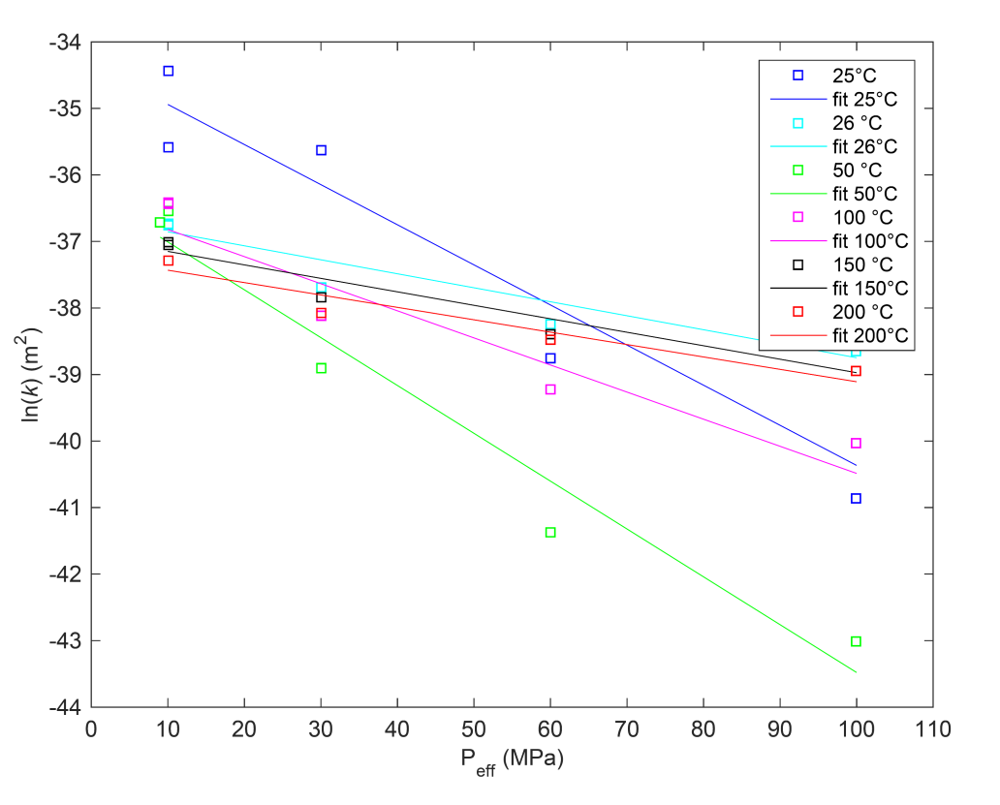 -34
-35
-36
-37
-38
-39
-40
-41
-42
-43
-44
ln(k) (m²)
0 10 20 30 40 50 60 70 80 90 100 110
P_eff (MPa)
25°C
fit 25°C
26 °C
fit 26°C
50 °C
fit 50°C
100 °C
fit 100°C
150 °C
fit 150°C
200 °C
fit 200°C